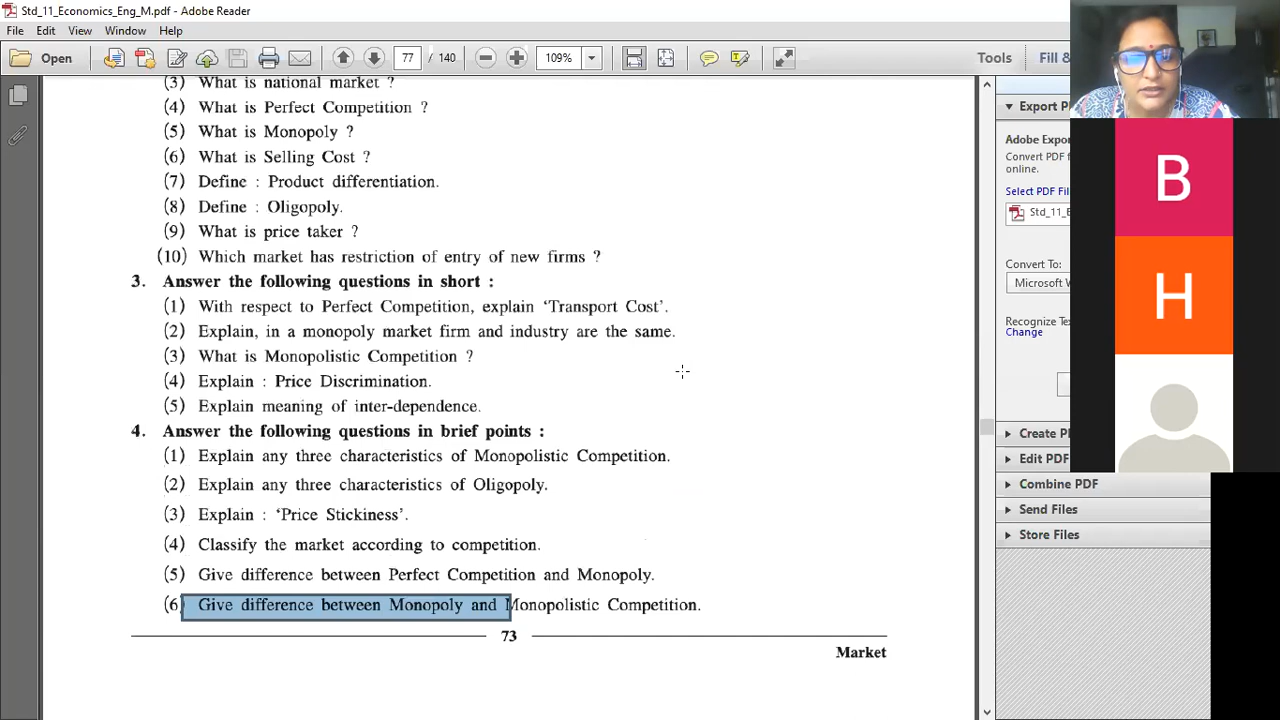 Std_11_Economics_Eng_M.pdf - Adobe Reader
File Edit View Window Help
Open 77 / 140 109% Tools Fill &
(3) What is national market ?
(4) What is Perfect Competition ?
(5) What is Monopoly ?
(6) What is Selling Cost ?
(7) Define : Product differentiation.
(8) Define : Oligopoly.
(9) What is price taker ?
(10) Which market has restriction of entry of new firms ?
3. Answer the following questions in short :
(1) With respect to Perfect Competition, explain ‘Transport Cost’.
(2) Explain, in a monopoly market firm and industry are the same.
(3) What is Monopolistic Competition ?
(4) Explain : Price Discrimination.
(5) Explain meaning of inter-dependence.
4. Answer the following questions in brief points :
(1) Explain any three characteristics of Monopolistic Competition.
(2) Explain any three characteristics of Oligopoly.
(3) Explain : ‘Price Stickiness’.
(4) Classify the market according to competition.
(5) Give difference between Perfect Competition and Monopoly.
(6) Give difference between Monopoly and Monopolistic Competition.
73
Market
Export P
Adobe Expor
Convert PDF f
online.
Select PDF Fil
Std_11_E
Convert To:
Microsoft W
Recognize Tex
Change
Create P
Edit PDF
Combine PDF
Send Files
Store Files
B
H